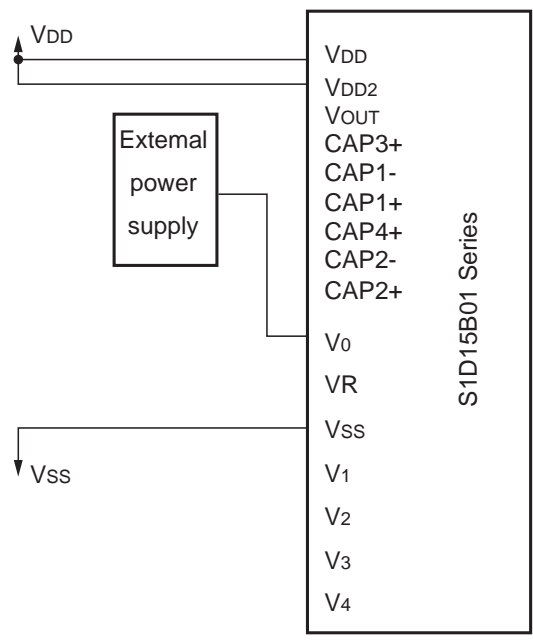 VDD
VDD
VDD2
VOUT
CAP3+
CAP1-
CAP1+
CAP4+
CAP2-
CAP2+
V0
VR
VSS
V1
V2
V3
V4
Extemal
power
supply
VSS
S1D15B01 Series